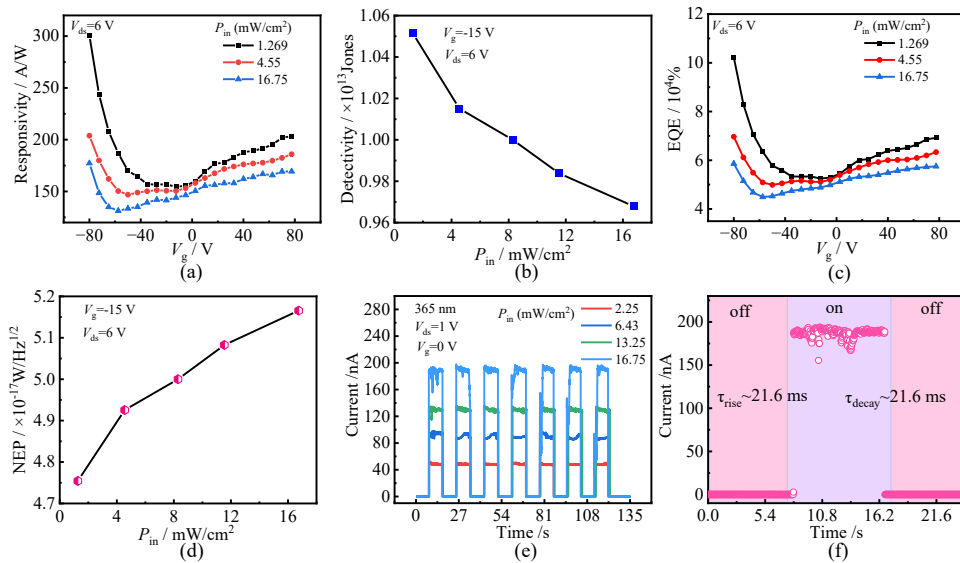 V_ds=6 V
P_in (mW/cm²)
1.269
4.55
16.75
300
250
200
150
Responsivity / A/W
−80 −40 0 40 80
V_g / V
(a)
V_g=-15 V
V_ds=6 V
1.06
1.04
1.02
1.00
0.98
0.96
Detectivity / ×10¹³Jones
0 4 8 12 16
P_in / mW/cm²
(b)
V_ds=6 V
P_in (mW/cm²)
1.269
4.55
16.75
12
10
8
6
4
EQE / 10⁴%
−80 −40 0 40 80
V_g / V
(c)
V_g=-15 V
V_ds=6 V
5.2
5.1
5.0
4.9
4.8
4.7
NEP / ×10⁻¹⁷W/Hz^1/2
0 4 8 12 16
P_in / mW/cm²
(d)
365 nm
V_ds=1 V
V_g=0 V
P_in (mW/cm²)
2.25
6.43
13.25
16.75
280
240
200
160
120
80
40
0
Current /nA
0 27 54 81 108 135
Time /s
(e)
off on off
τ_rise~21.6 ms
τ_decay~21.6 ms
200
150
100
50
0
Current /nA
0.0 5.4 10.8 16.2 21.6
Time /s
(f)